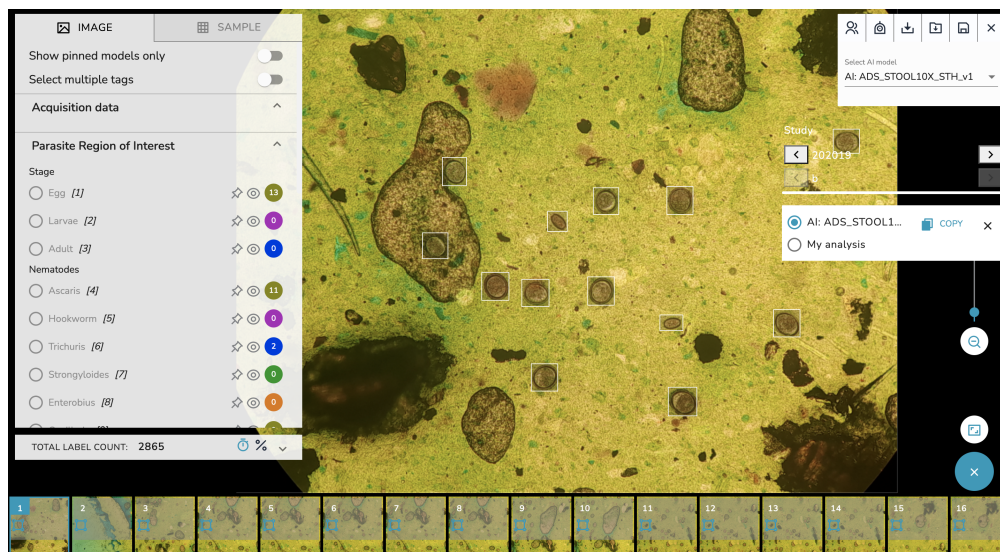 IMAGE
SAMPLE
Show pinned models only
Select multiple tags
Acquisition data
Parasite Region of Interest
Stage
Egg [1] 13
Larvae [2] 0
Adult [3] 0
Nematodes
Ascaris [4] 11
Hookworm [5] 0
Trichuris [6] 2
Strongyloides [7] 0
Enterobius [8] 0
TOTAL LABEL COUNT: 2865 %
Select AI model
AI: ADS_STOOL10X_STH_v1
Study
202019
b
AI: ADS_STOOL1... COPY
My analysis
1 2 3 4 5 6 7 8 9 10 11 12 13 14 15 16